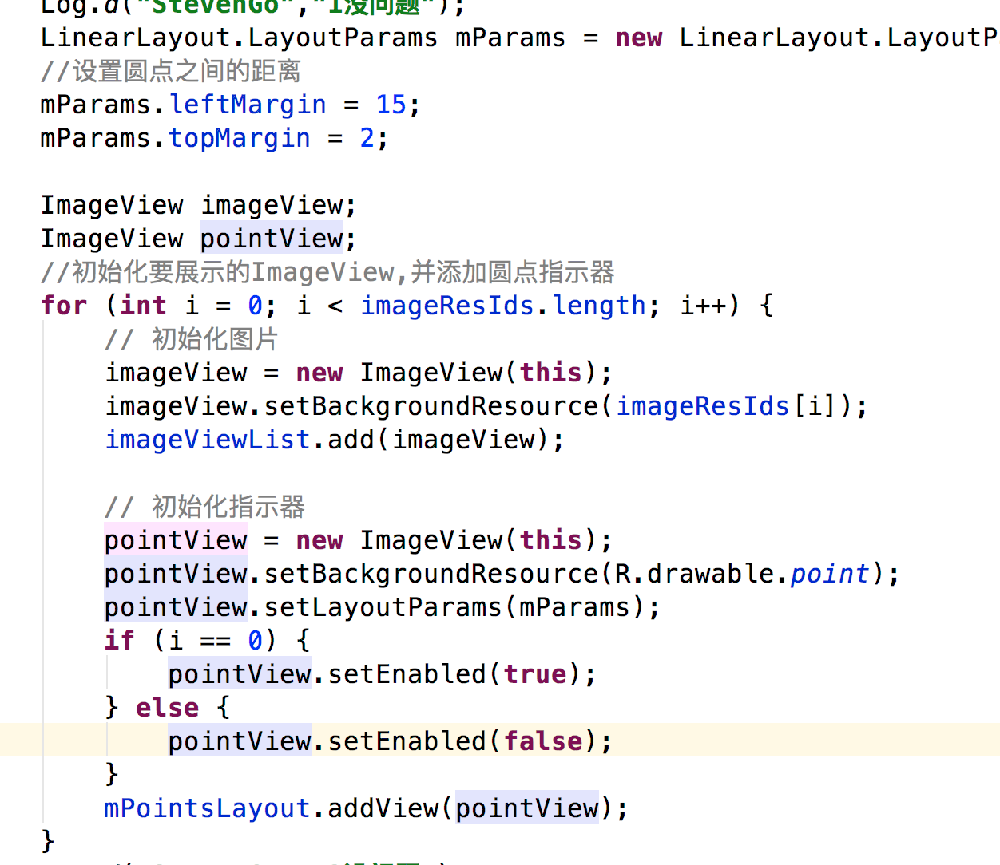 Log.d("StevenGo","1没问题");
LinearLayout.LayoutParams mParams = new LinearLayout.LayoutP
//设置圆点之间的距离
mParams.leftMargin = 15;
mParams.topMargin = 2;
ImageView imageView;
ImageView pointView;
//初始化要展示的ImageView,并添加圆点指示器
for (int i = 0; i < imageResIds.length; i++) {
// 初始化图片
imageView = new ImageView(this);
imageView.setBackgroundResource(imageResIds[i]);
imageViewList.add(imageView);
// 初始化指示器
pointView = new ImageView(this);
pointView.setBackgroundResource(R.drawable.point);
pointView.setLayoutParams(mParams);
if (i == 0) {
pointView.setEnabled(true);
} else {
pointView.setEnabled(false);
}
mPointsLayout.addView(pointView);
}